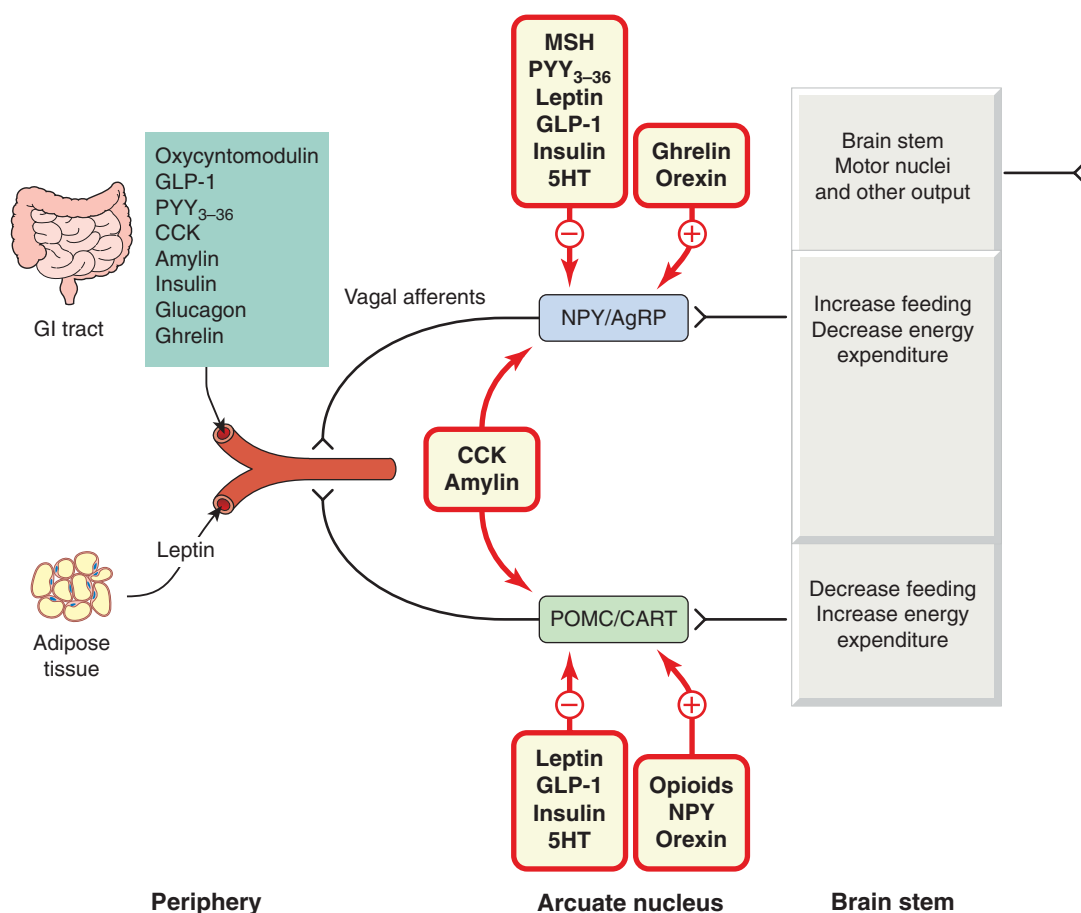 MSH
PYY3–36
Leptin
GLP-1
Insulin
5HT
Ghrelin
Orexin
Brain stem
Motor nuclei
and other output
Oxycyntomodulin
GLP-1
PYY3–36
CCK
Amylin
Insulin
Glucagon
Ghrelin
GI tract
Vagal afferents
−
+
NPY/AgRP
Increase feeding
Decrease energy
expenditure
CCK
Amylin
Leptin
Adipose
tissue
POMC/CART
Decrease feeding
Increase energy
expenditure
−
+
Leptin
GLP-1
Insulin
5HT
Opioids
NPY
Orexin
Periphery
Arcuate nucleus
Brain stem